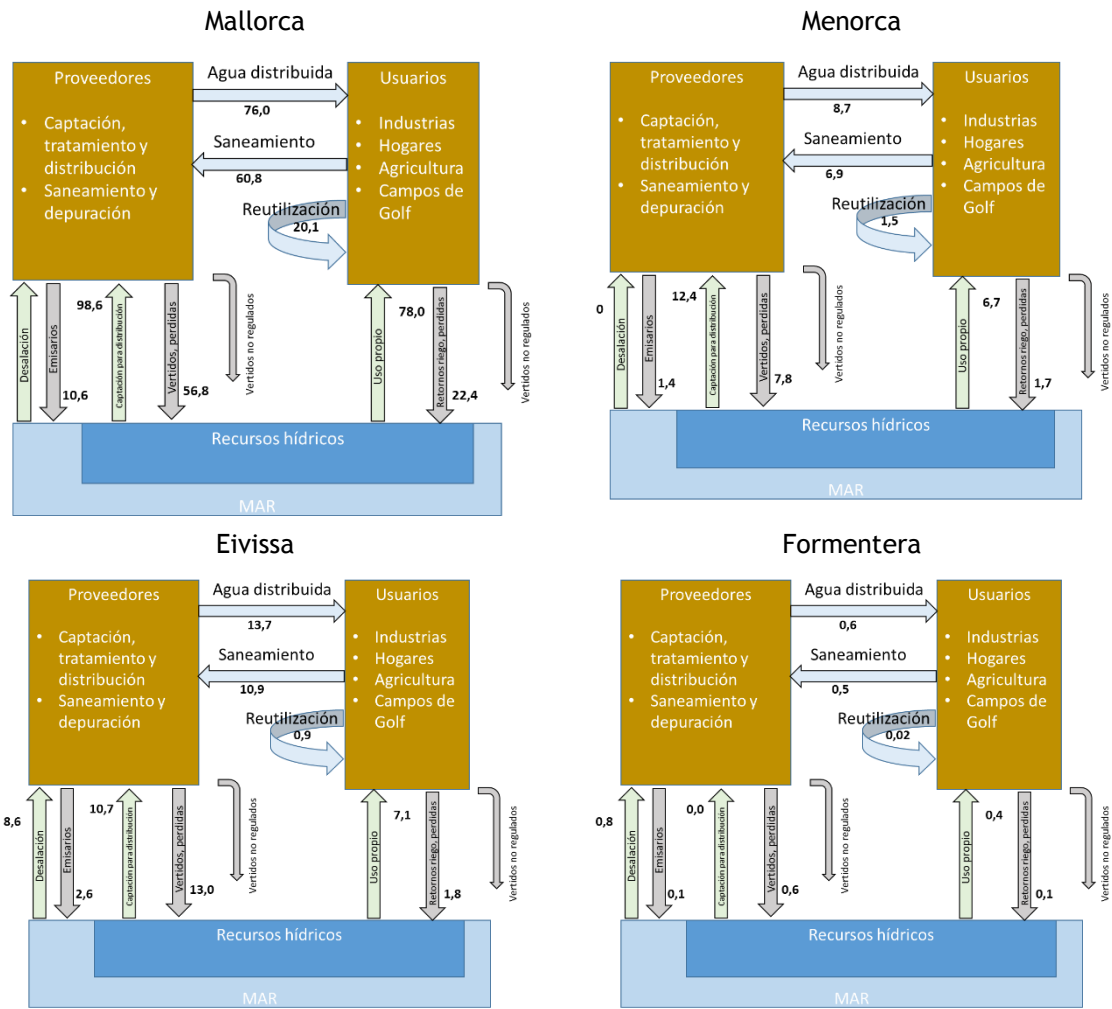 Mallorca
Proveedores
• Captación,
tratamiento y
distribución
• Saneamiento y
depuración
Agua distribuida
76,0
Saneamiento
60,8
Reutilización
20,1
Usuarios
• Industrias
• Hogares
• Agricultura
• Campos de
Golf
Desalación
Emisarios
10,6
98,6
Captación para distribución
Vertidos, perdidas
56,8
Vertidos no regulados
78,0
Uso propio
Retornos riego, perdidas
22,4
Vertidos no regulados
Recursos hídricos
MAR
Menorca
Proveedores
• Captación,
tratamiento y
distribución
• Saneamiento y
depuración
Agua distribuida
8,7
Saneamiento
6,9
Reutilización
1,5
Usuarios
• Industrias
• Hogares
• Agricultura
• Campos de
Golf
0
Desalación
Emisarios
1,4
12,4
Captación para distribución
Vertidos, perdidas
7,8
Vertidos no regulados
6,7
Uso propio
Retornos riego, perdidas
1,7
Vertidos no regulados
Recursos hídricos
MAR
Eivissa
Proveedores
• Captación,
tratamiento y
distribución
• Saneamiento y
depuración
Agua distribuida
13,7
Saneamiento
10,9
Reutilización
0,9
Usuarios
• Industrias
• Hogares
• Agricultura
• Campos de
Golf
8,6
Desalación
Emisarios
2,6
10,7
Captación para distribución
Vertidos, perdidas
13,0
Vertidos no regulados
7,1
Uso propio
Retornos riego, perdidas
1,8
Vertidos no regulados
Recursos hídricos
MAR
Formentera
Proveedores
• Captación,
tratamiento y
distribución
• Saneamiento y
depuración
Agua distribuida
0,6
Saneamiento
0,5
Reutilización
0,02
Usuarios
• Industrias
• Hogares
• Agricultura
• Campos de
Golf
0,8
Desalación
Emisarios
0,1
0,0
Captación para distribución
Vertidos, perdidas
0,6
Vertidos no regulados
0,4
Uso propio
Retornos riego, perdidas
0,1
Vertidos no regulados
Recursos hídricos
MAR